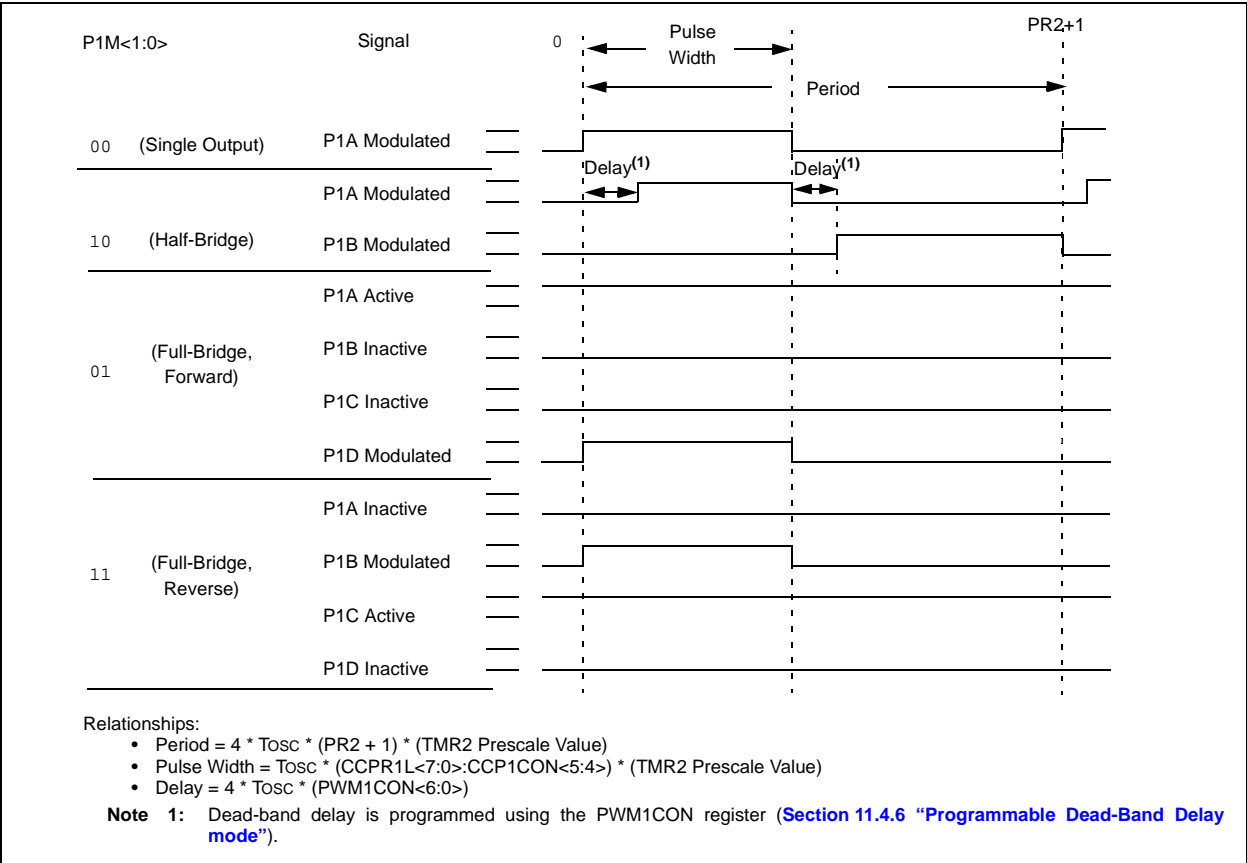 P1M<1:0> Signal 0 Pulse Width PR2+1
Period
00 (Single Output) P1A Modulated
Delay(1) Delay(1)
P1A Modulated
10 (Half-Bridge) P1B Modulated
P1A Active
01 (Full-Bridge, Forward) P1B Inactive
P1C Inactive
P1D Modulated
P1A Inactive
11 (Full-Bridge, Reverse) P1B Modulated
P1C Active
P1D Inactive
Relationships:
• Period = 4 * TOSC * (PR2 + 1) * (TMR2 Prescale Value)
• Pulse Width = TOSC * (CCPR1L<7:0>:CCP1CON<5:4>) * (TMR2 Prescale Value)
• Delay = 4 * TOSC * (PWM1CON<6:0>)
Note 1: Dead-band delay is programmed using the PWM1CON register (Section 11.4.6 “Programmable Dead-Band Delay
mode”).